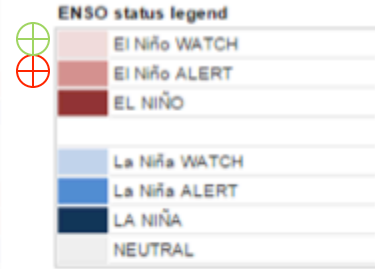 ENSO status legend
El Niño WATCH
El Niño ALERT
EL NIÑO
La Niña WATCH
La Niña ALERT
LA NIÑA
NEUTRAL